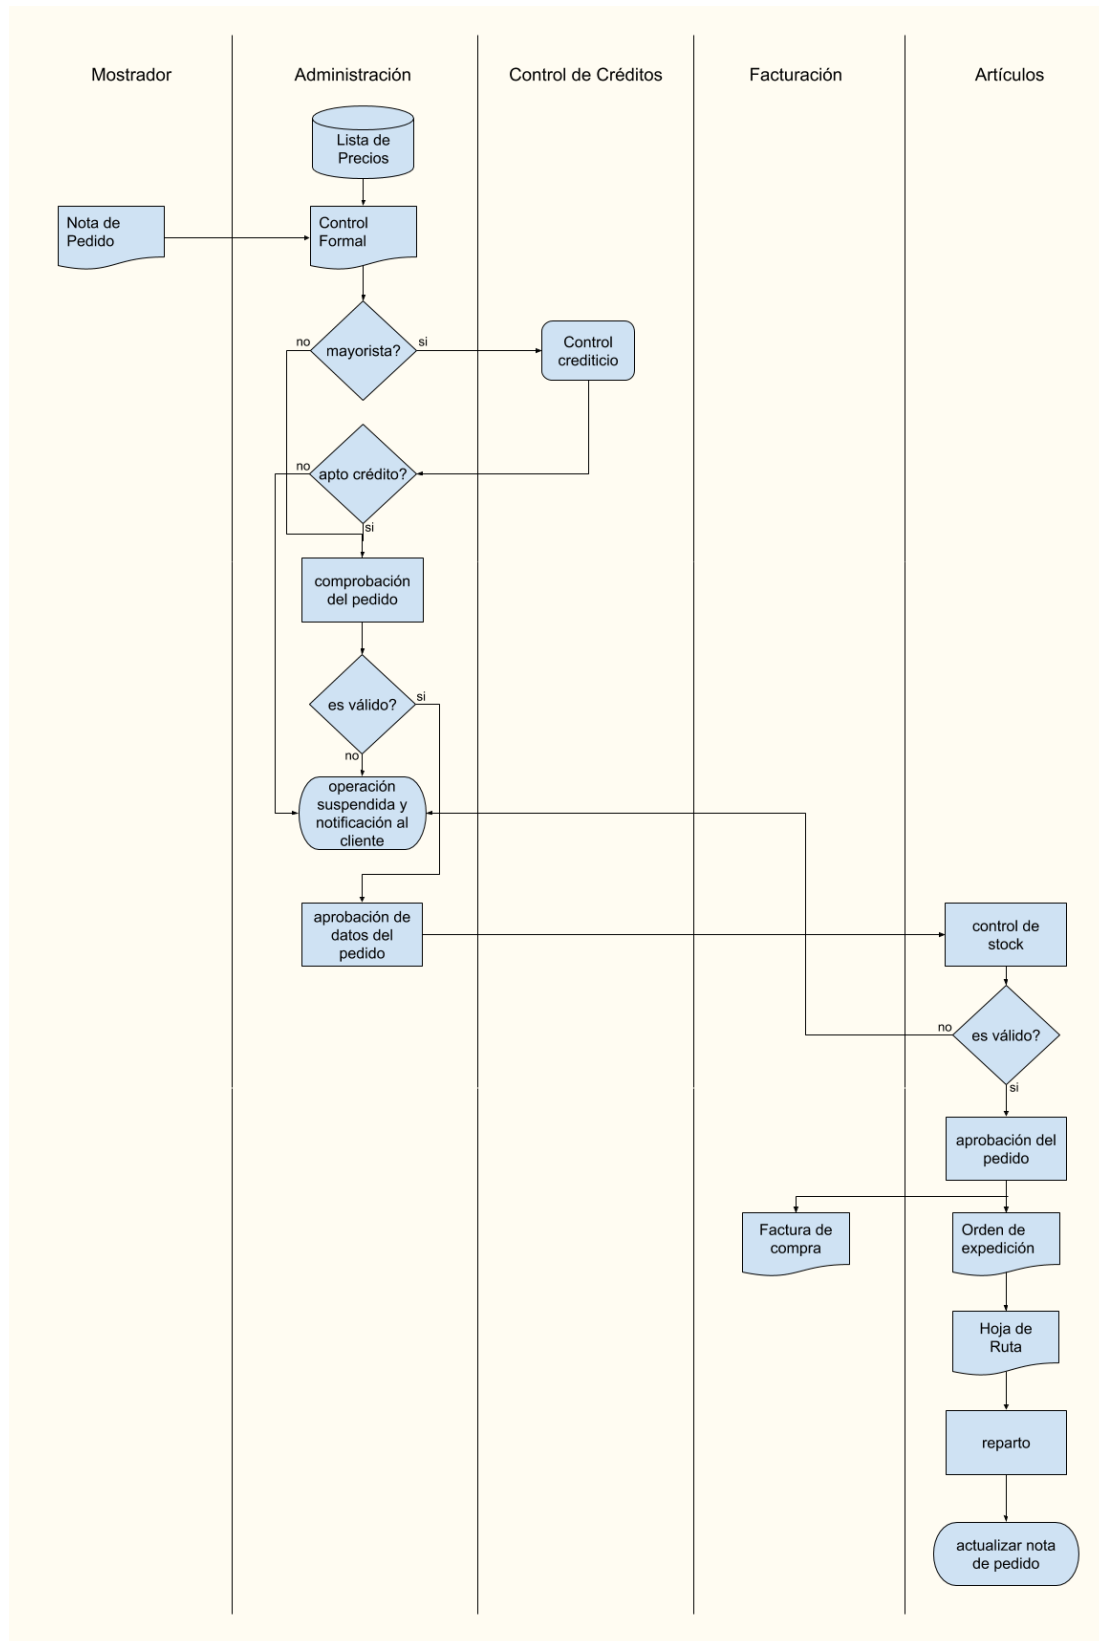 Mostrador
Administración
Control de Créditos
Facturación
Artículos
Lista de
Precios
Nota de
Pedido
Control
Formal
no
mayorista?
si
Control
crediticio
no
apto crédito?
si
comprobación
del pedido
es válido?
si
no
operación
suspendida y
notificación al
cliente
aprobación de
datos del
pedido
control de
stock
no
es válido?
si
aprobación del
pedido
Factura de
compra
Orden de
expedición
Hoja de
Ruta
reparto
actualizar nota
de pedido